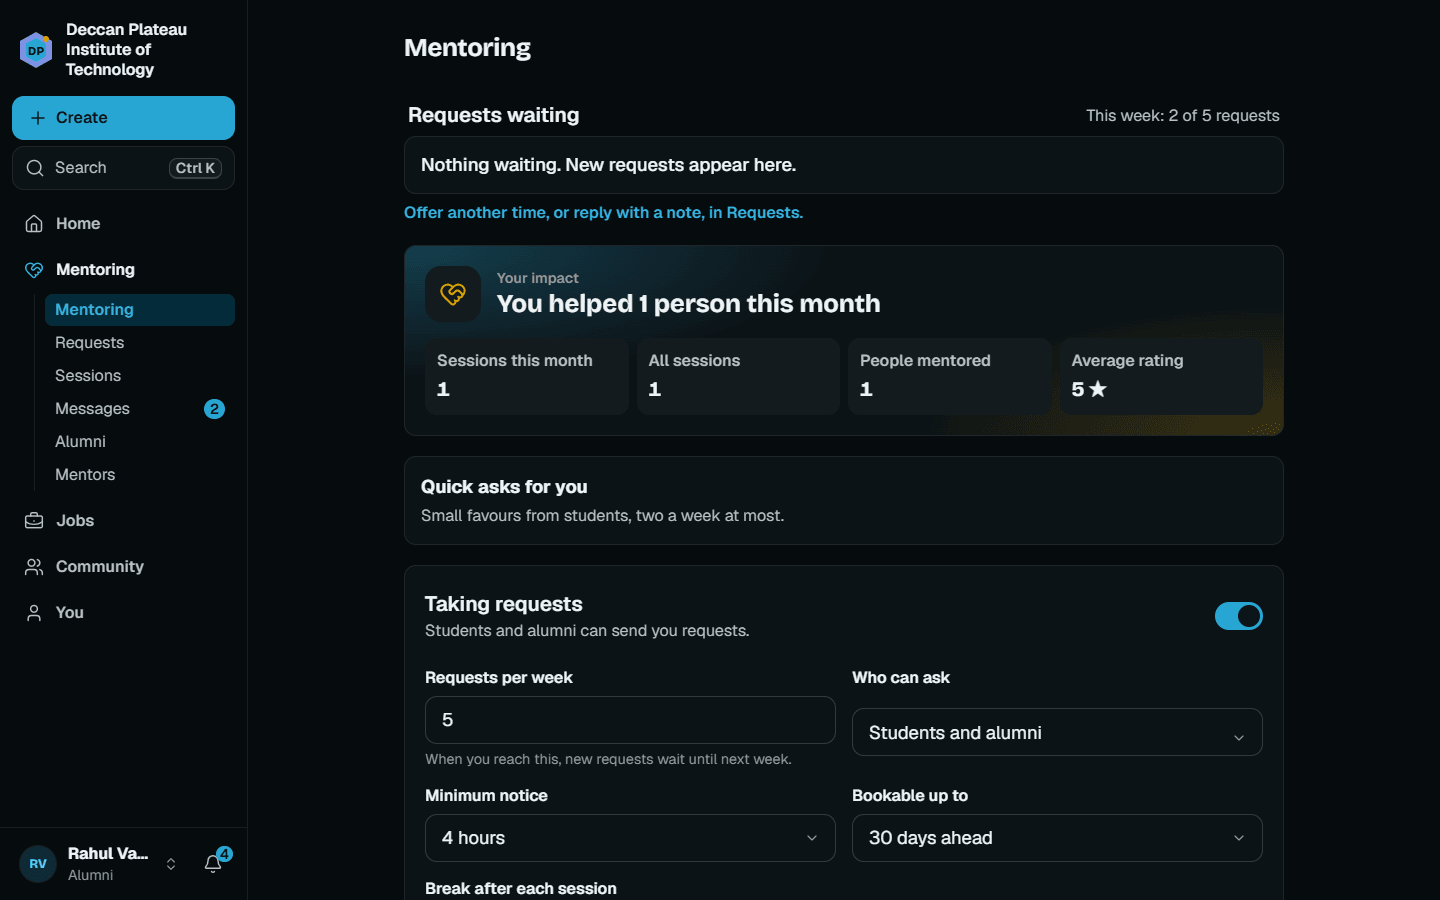 DP
Deccan Plateau
Institute of
Technology
Create
Search
Ctrl K
Home
Mentoring
Mentoring
Requests
Sessions
Messages
2
Alumni
Mentors
Jobs
Community
You
RV
Rahul Va...
Alumni
4
Mentoring
Requests waiting
This week: 2 of 5 requests
Nothing waiting. New requests appear here.
Offer another time, or reply with a note, in Requests.
Your impact
You helped 1 person this month
Sessions this month
1
All sessions
1
People mentored
1
Average rating
5 ★
Quick asks for you
Small favours from students, two a week at most.
Taking requests
Students and alumni can send you requests.
Requests per week
5
When you reach this, new requests wait until next week.
Who can ask
Students and alumni
Minimum notice
4 hours
Bookable up to
30 days ahead
Break after each session